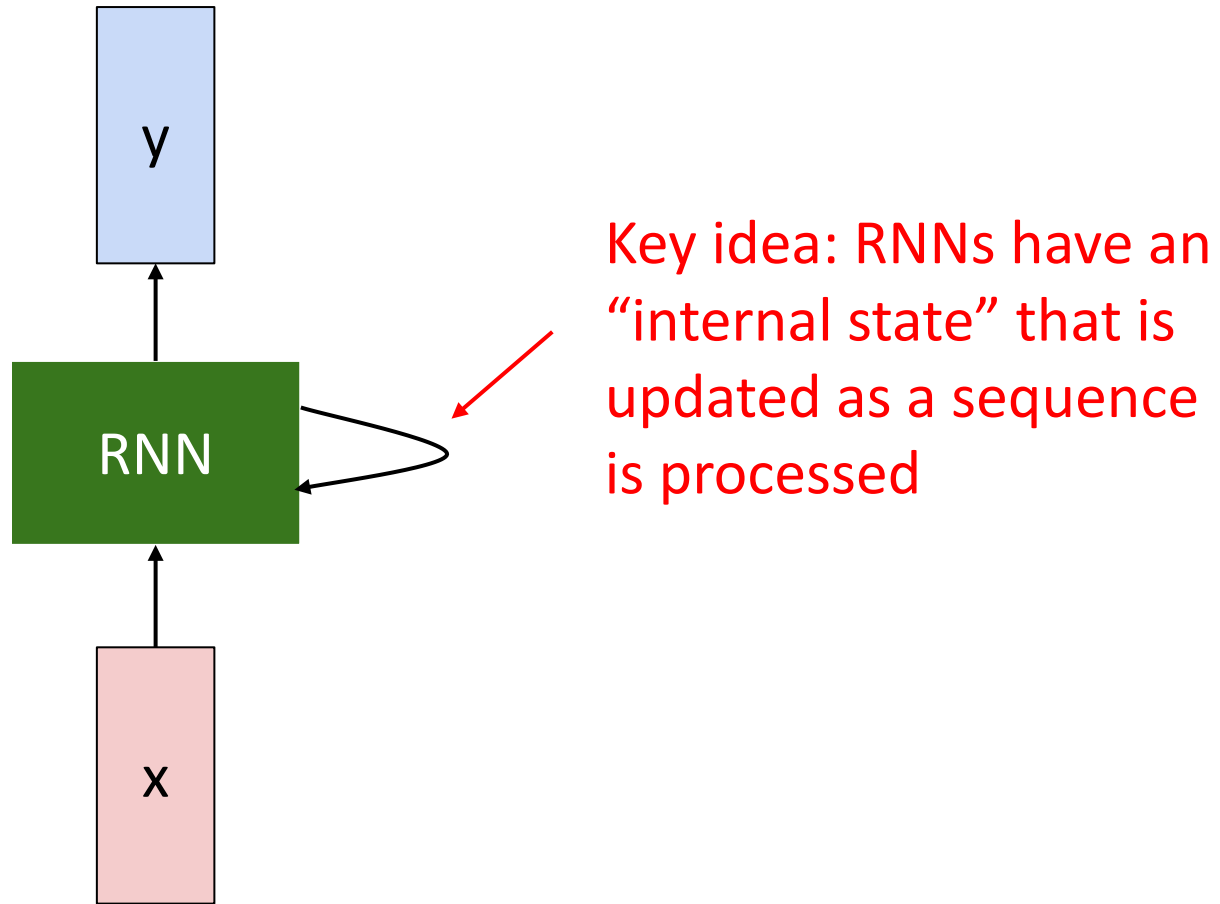 y
Key idea: RNNs have an
“internal state” that is
updated as a sequence
is processed
RNN
x